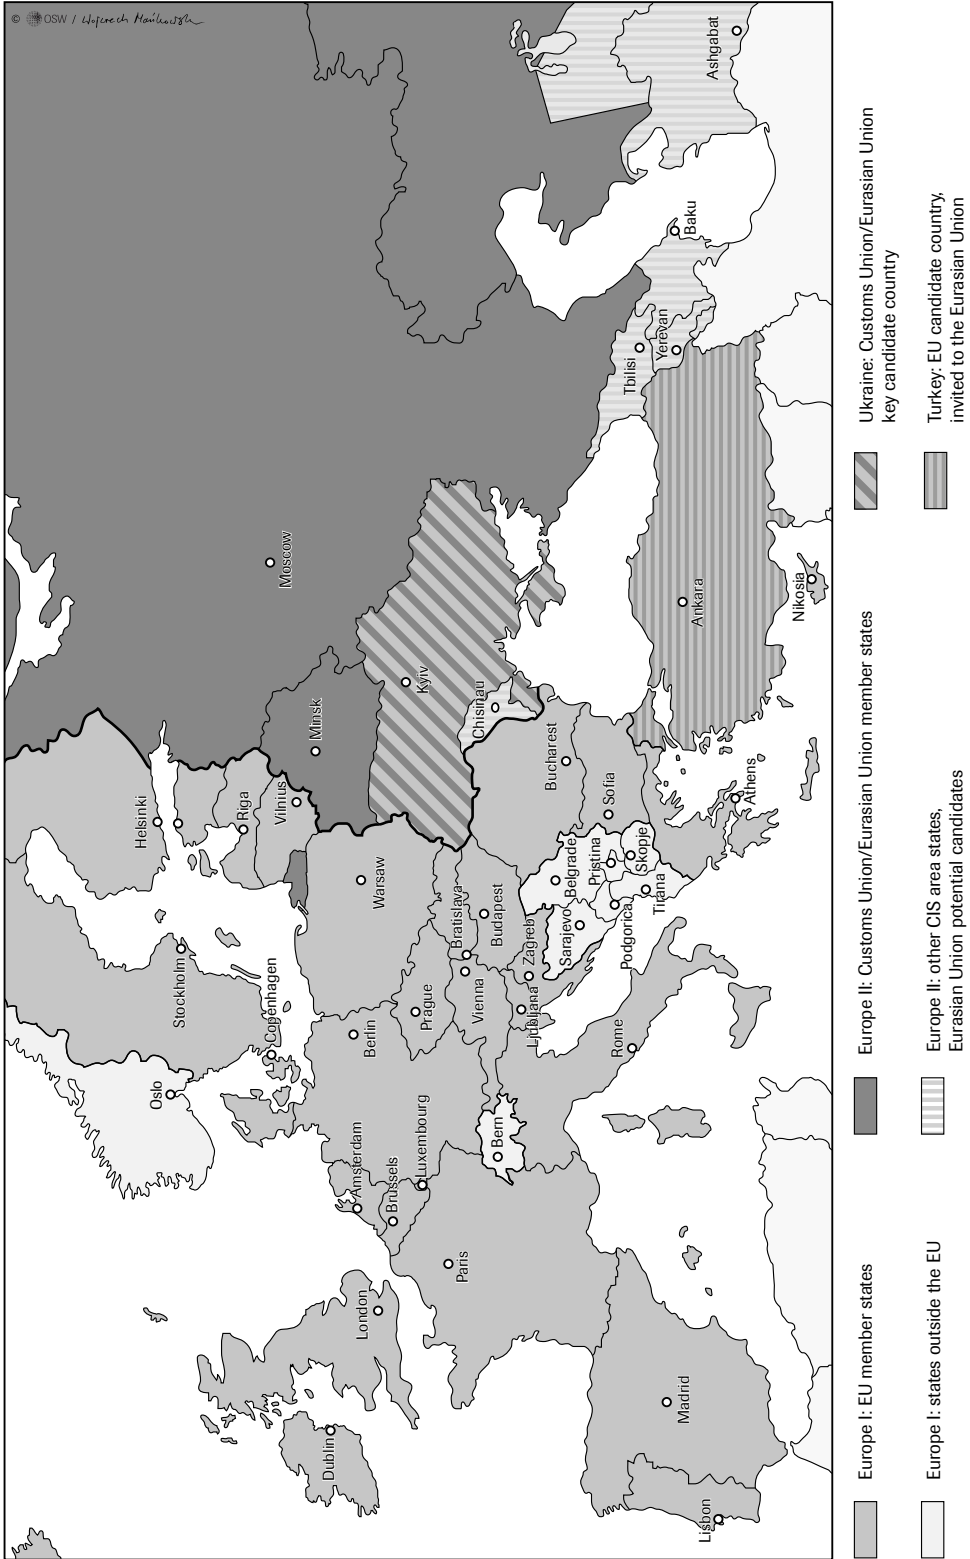 © OSW / Wojciech Mańkowski
Ashgabat
Baku
Yerevan
Tbilisi
Moscow
Ankara
Nikosia
Kyiv
Chisinau
Minsk
Bucharest
Sofia
Athens
Helsinki
Riga
Vilnius
Warsaw
Belgrade
Pristina
Skopje
Tirana
Podgorica
Sarajevo
Zagreb
Budapest
Bratislava
Stockholm
Copenhagen
Berlin
Prague
Vienna
Ljubljana
Rome
Oslo
Amsterdam
Brussels
Luxembourg
Bern
Paris
London
Dublin
Madrid
Lisbon
Europe I: EU member states
Europe I: states outside the EU
Europe II: Customs Union/Eurasian Union member states
Europe II: other CIS area states,
Eurasian Union potential candidates
Ukraine: Customs Union/Eurasian Union
key candidate country
Turkey: EU candidate country,
invited to the Eurasian Union